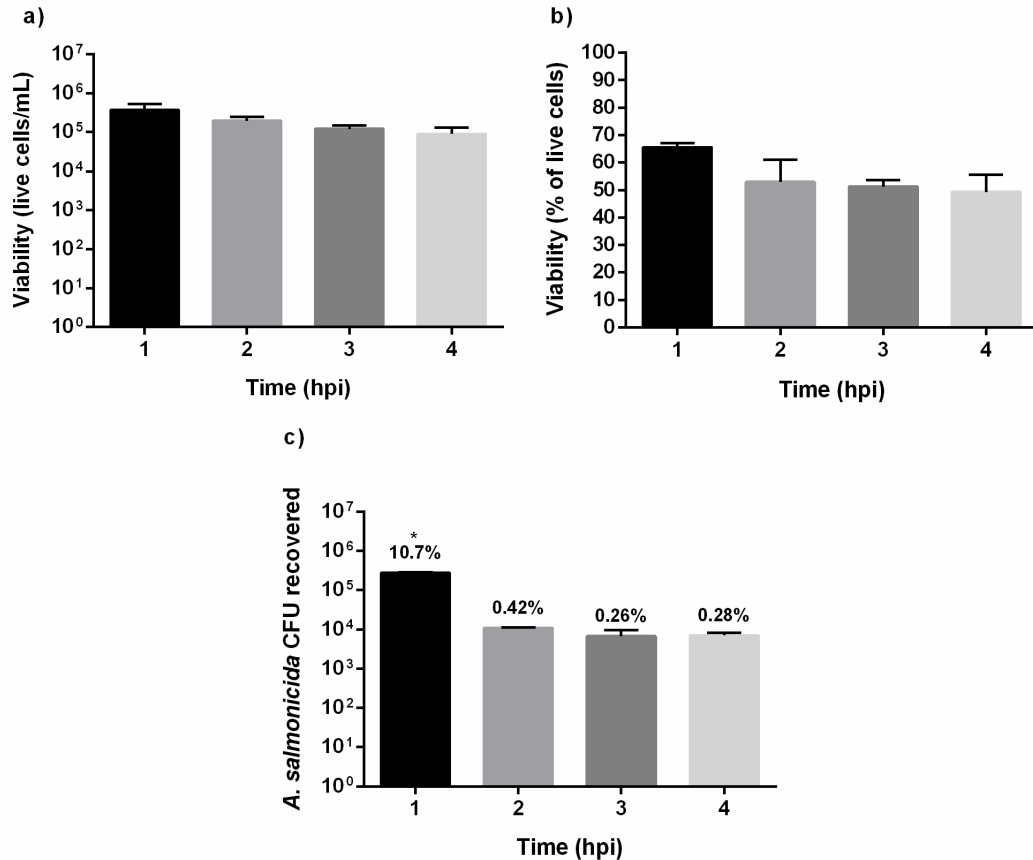 a)
Viability (live cells/mL)
10⁷
10⁶
10⁵
10⁴
10³
10²
10¹
10⁰
1 2 3 4
Time (hpi)
b)
Viability (% of live cells)
100
90
80
70
60
50
40
30
20
10
0
1 2 3 4
Time (hpi)
c)
A. salmonicida CFU recovered
10⁷
10⁶
10⁵
10⁴
10³
10²
10¹
10⁰
*
10.7%
0.42% 0.26% 0.28%
1 2 3 4
Time (hpi)